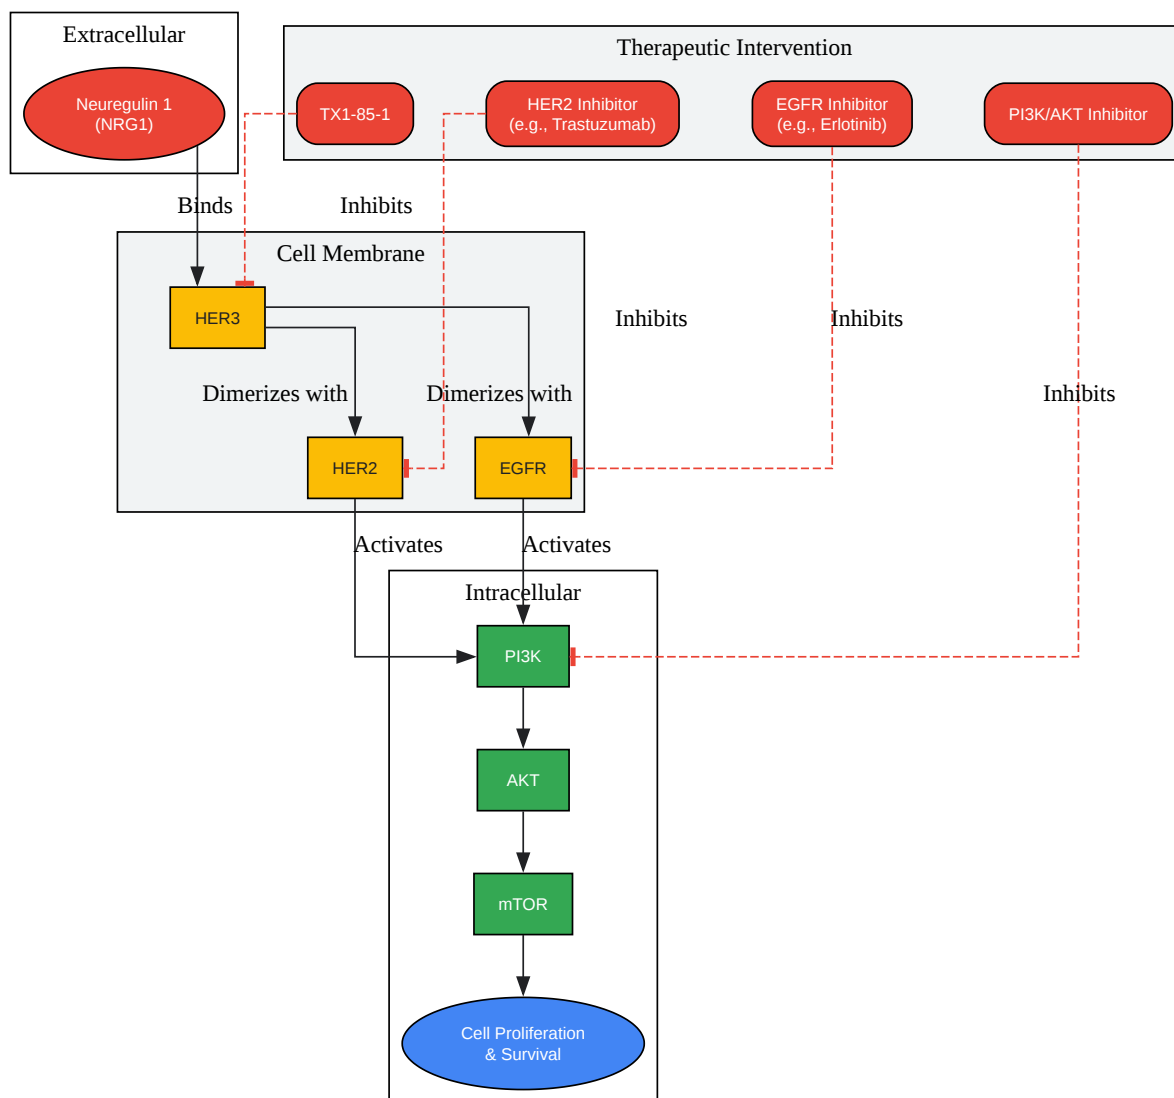 Extracellular
Therapeutic Intervention
Neuregulin 1
(NRG1)
TX1-85-1
HER2 Inhibitor
(e.g., Trastuzumab)
EGFR Inhibitor
(e.g., Erlotinib)
PI3K/AKT Inhibitor
Binds
Inhibits
Cell Membrane
HER3
Inhibits
Inhibits
Dimerizes with
Dimerizes with
Inhibits
HER2
EGFR
Activates
Activates
Intracellular
PI3K
AKT
mTOR
Cell Proliferation
& Survival